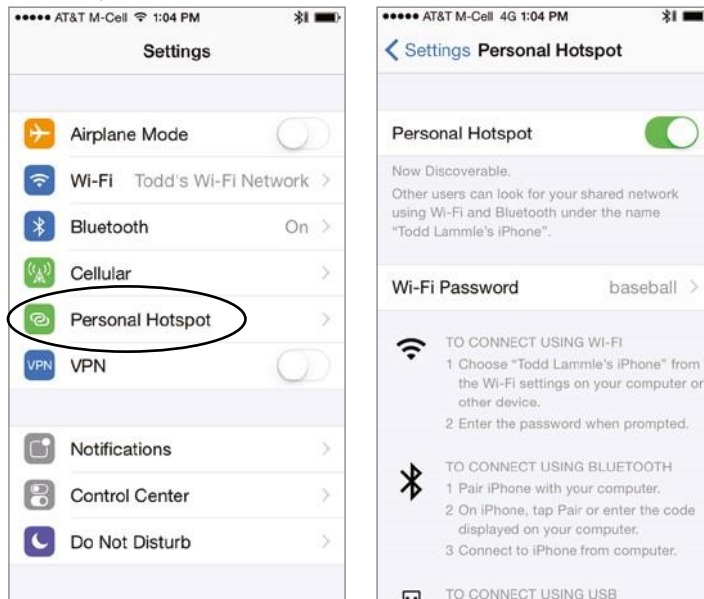 AT&T M-Cell 1:04 PM
Settings
Airplane Mode
Wi-Fi Todd's Wi-Fi Network
Bluetooth On
Cellular
Personal Hotspot
VPN VPN
Notifications
Control Center
Do Not Disturb
AT&T M-Cell 4G 1:04 PM
Settings Personal Hotspot
Personal Hotspot
Now Discoverable.
Other users can look for your shared network
using Wi-Fi and Bluetooth under the name
“Todd Lammle's iPhone”.
Wi-Fi Password baseball
TO CONNECT USING WI-FI
1 Choose “Todd Lammle's iPhone” from
the Wi-Fi settings on your computer or
other device.
2 Enter the password when prompted.
TO CONNECT USING BLUETOOTH
1 Pair iPhone with your computer.
2 On iPhone, tap Pair or enter the code
displayed on your computer.
3 Connect to iPhone from computer.
TO CONNECT USING USB